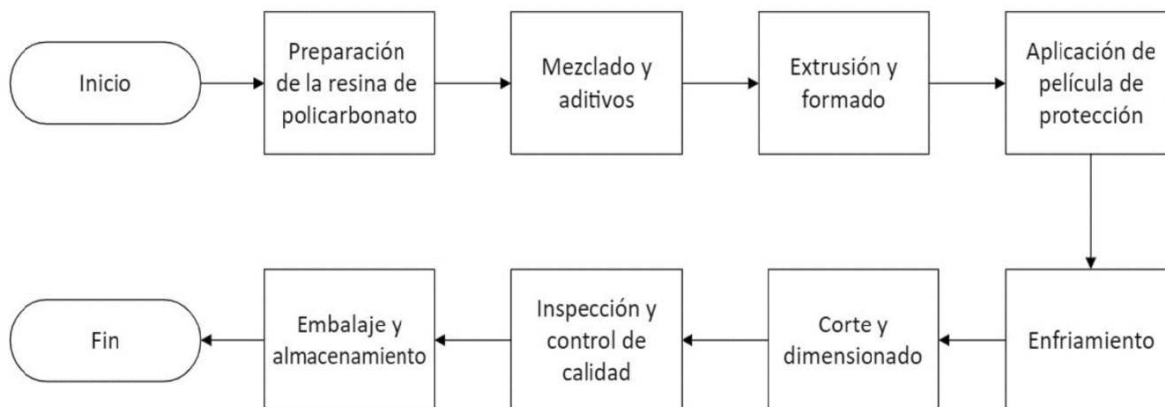 Inicio
Preparación
de la resina de
policarbonato
Mezclado y
aditivos
Extrusión y
formado
Aplicación de
película de
protección
Enfriamiento
Corte y
dimensionado
Inspección y
control de
calidad
Embalaje y
almacenamiento
Fin